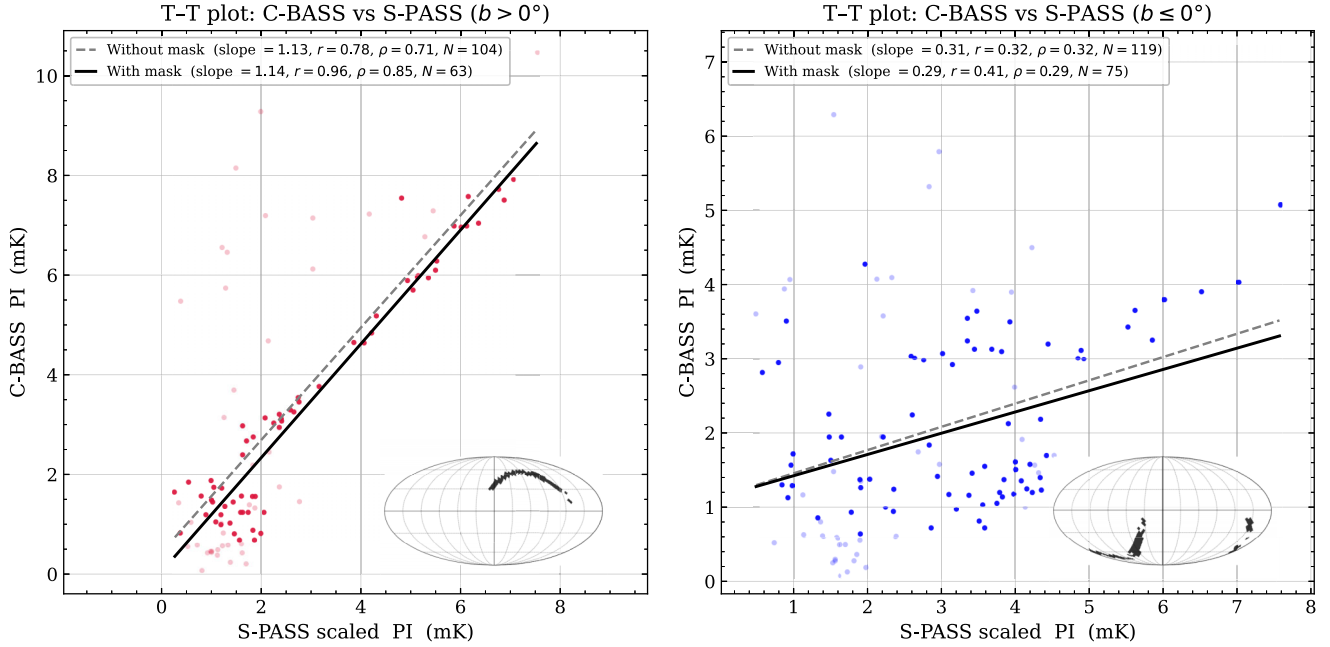 T–T plot: C-BASS vs S-PASS (b > 0°)
Without mask (slope = 1.13, r = 0.78, ρ = 0.71, N = 104)
With mask (slope = 1.14, r = 0.96, ρ = 0.85, N = 63)
10
8
6
4
2
0
C-BASS PI (mK)
0 2 4 6 8
S-PASS scaled PI (mK)
T–T plot: C-BASS vs S-PASS (b ≤ 0°)
Without mask (slope = 0.31, r = 0.32, ρ = 0.32, N = 119)
With mask (slope = 0.29, r = 0.41, ρ = 0.29, N = 75)
7
6
5
4
3
2
1
0
C-BASS PI (mK)
1 2 3 4 5 6 7 8
S-PASS scaled PI (mK)